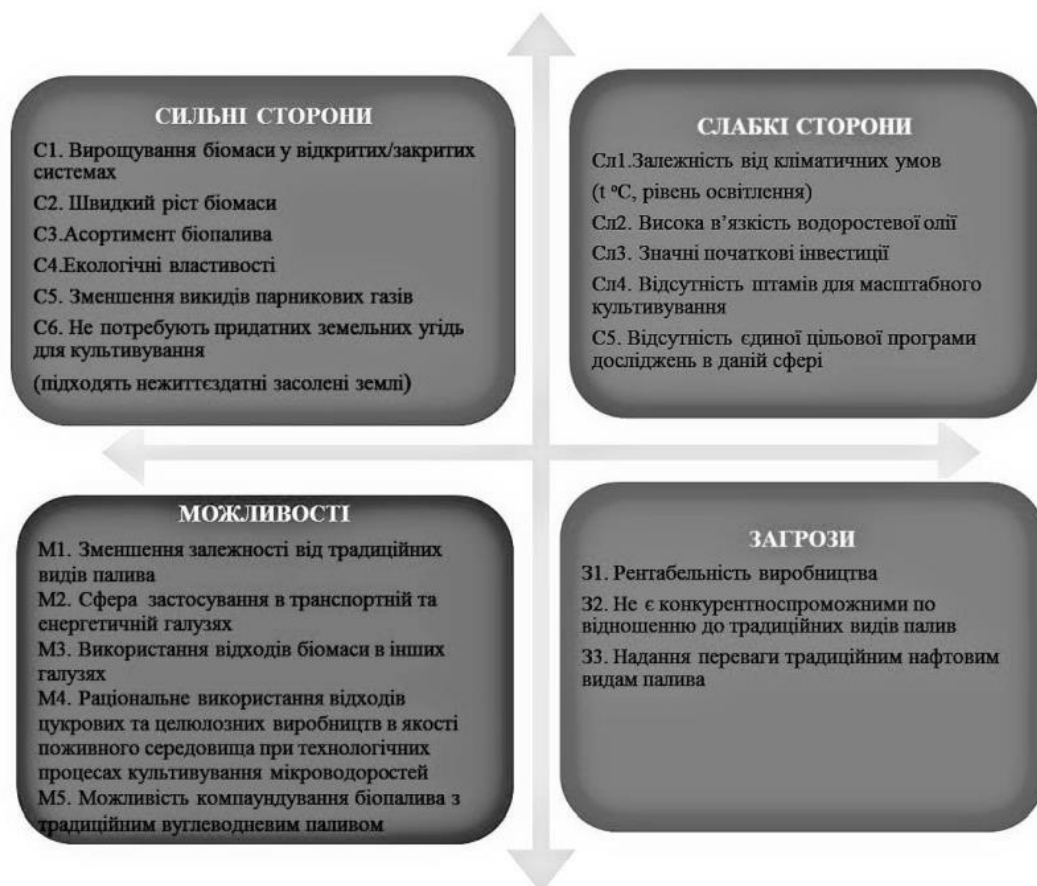 СИЛЬНІ СТОРОНИ
С1. Вирощування біомаси у відкритих/закритих
системах
С2. Швидкий ріст біомаси
С3.Асортимент біопалива
С4.Екологічні властивості
С5. Зменшення викидів парникових газів
С6. Не потребують придатних земельних угідь
для культивування
(підходять нежиттєздатні засолені землі)
СЛАБКІ СТОРОНИ
Сл1.Залежність від кліматичних умов
(t °С, рівень освітлення)
Сл2. Висока в’язкість водоростевої олії
Сл3. Значні початкові інвестиції
Сл4. Відсутність штамів для масштабного
культивування
С5. Відсутність єдиної цільової програми
досліджень в даній сфері
МОЖЛИВОСТІ
М1. Зменшення залежності від традиційних
видів палива
М2. Сфера застосування в транспортній та
енергетичній галузях
М3. Використання відходів біомаси в інших
галузях
М4. Раціональне використання відходів
цукрових та целюлозних виробництв в якості
поживного середовища при технологічних
процесах культивування мікроводоростей
М5. Можливість компаундування біопалива з
традиційним вуглеводневим паливом
ЗАГРОЗИ
З1. Рентабельність виробництва
З2. Не є конкурентноспроможними по
відношенню до традиційних видів палив
З3. Надання переваги традиційним нафтовим
видам палива